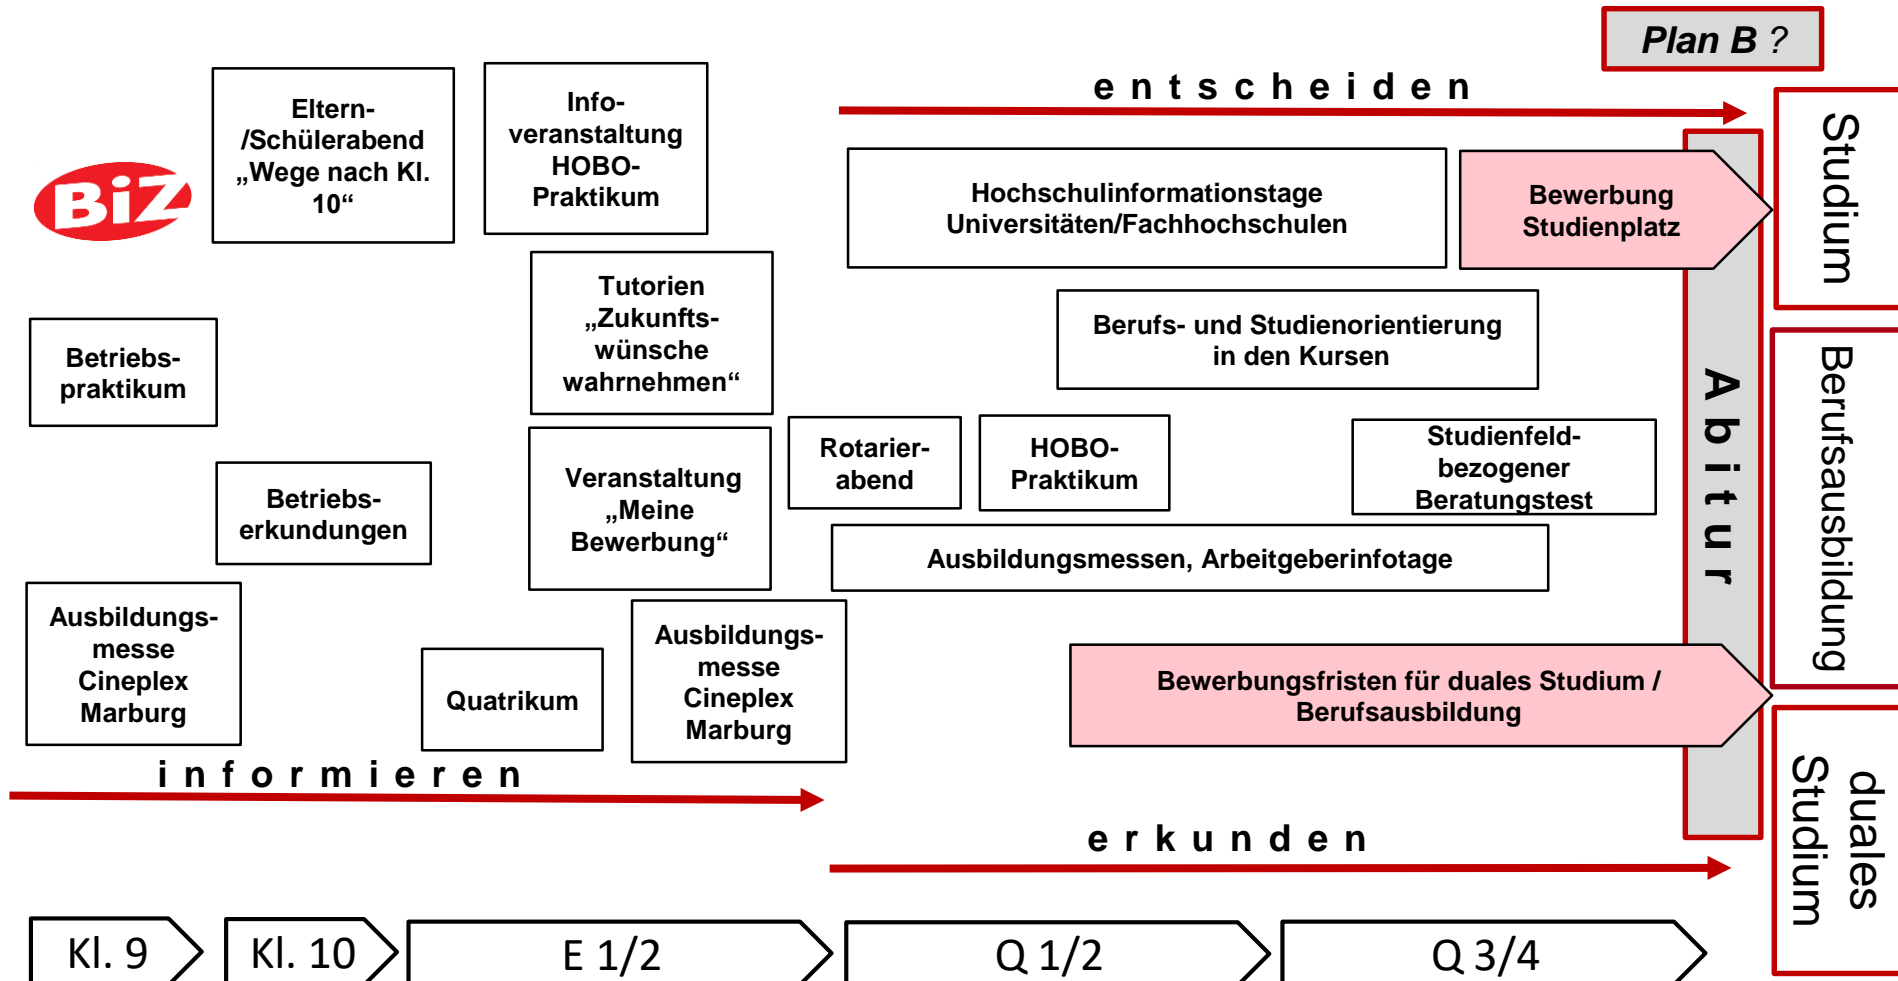 Plan B ?
entscheiden
Eltern-
/Schülerabend
„Wege nach Kl.
10“
Info-
veranstaltung
HOBO-
Praktikum
BiZ
Hochschulinformationstage
Universitäten/Fachhochschulen
Bewerbung
Studienplatz
Studium
Tutorien
„Zukunfts-
wünsche
wahrnehmen“
Berufs- und Studienorientierung
in den Kursen
Betriebs-
praktikum
Abitur
Berufsausbildung
Rotarier-
abend
HOBO-
Praktikum
Studienfeld-
bezogener
Beratungstest
Betriebs-
erkundungen
Veranstaltung
„Meine
Bewerbung“
Ausbildungsmessen, Arbeitgeberinfotage
Ausbildungs-
messe
Cineplex
Marburg
Quatrikum
Ausbildungs-
messe
Cineplex
Marburg
Bewerbungsfristen für duales Studium /
Berufsausbildung
duales
Studium
informieren
erkunden
Kl. 9
Kl. 10
E 1/2
Q 1/2
Q 3/4